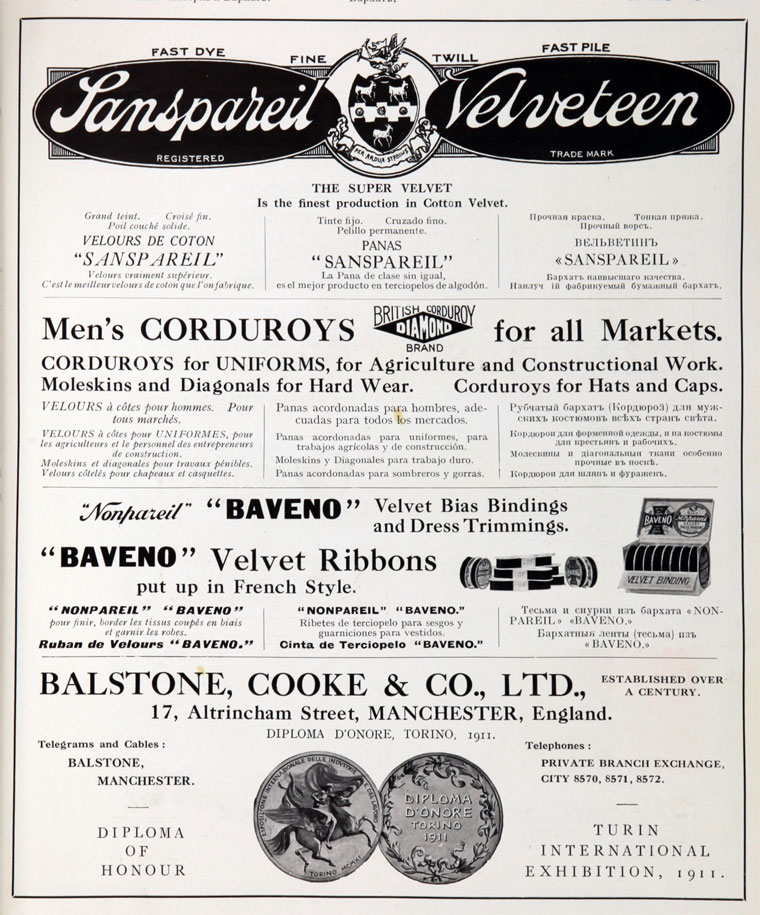 FAST DYE FINE TWILL FAST PILE
Sanspareil Velveteen
PER ARDUA STABILIS
REGISTERED TRADE MARK
THE SUPER VELVET
Is the finest production in Cotton Velvet.
Grand teint. Croisé fin.
Poil couché solide.
VELOURS DE COTON
"SANSPAREIL"
Velours vraiment supérieur.
C'est le meilleur velours de coton que l'on fabrique.
Tinte fijo. Cruzado fino.
Pelillo permanente.
PANAS
"SANSPAREIL"
La Pana de clase sin igual,
es el mejor producto en terciopelos de algodón.
Прочная краска. Тонкая пряжа.
Прочный ворсъ.
ВЕЛЬВЕТИНЪ
«SANSPAREIL»
Бархатъ наивысшаго качества.
Наилуч ій фабрикуемый бумажный бархатъ.
Men's CORDUROYS BRITISH CORDUROY DIAMOND BRAND for all Markets.
CORDUROYS for UNIFORMS, for Agriculture and Constructional Work.
Moleskins and Diagonals for Hard Wear. Corduroys for Hats and Caps.
VELOURS à côtes pour hommes. Pour
tous marchés.
VELOURS à côtes pour UNIFORMES, pour
les agriculteurs et le personnel des entrepreneurs
de construction.
Moleskins et diagonales pour travaux pénibles.
Velours côtelés pour chapeaux et casquettes.
Panas acordonadas para hombres, ade-
cuadas para todos los mercados.
Panas acordonadas para uniformes, para
trabajos agrícolas y de construcción.
Moleskins y Diagonales para trabajo duro.
Panas acordonadas para sombreros y gorras.
Рубчатый бархатъ (Кордюрой) для муж-
скихъ костюмовъ всѣхъ странъ свѣта.
Кордюрои для форменной одежды, и на костюмы
для крестьянъ и рабочихъ.
Молескины и діагональныя ткани особенно
прочные въ носкѣ.
Кордюрои для шляпъ и фуражекъ.
"Nonpareil" "BAVENO" Velvet Bias Bindings
and Dress Trimmings.
"BAVENO" Velvet Ribbons
put up in French Style.
BAVENO
VELVET BINDING
"NONPAREIL" "BAVENO"
pour finir, border les tissus coupés en biais
et garnir les robes.
Ruban de Velours "BAVENO."
"NONPAREIL" "BAVENO."
Ribetes de terciopelo para sesgos y
guarniciones para vestidos.
Cinta de Terciopelo "BAVENO."
Тесьма и снурки изъ бархата «NON-
PAREIL» «BAVENO.»
Бархатныя ленты (тесьма) изъ
«BAVENO.»
BALSTONE, COOKE & CO., LTD., ESTABLISHED OVER
A CENTURY.
17, Altrincham Street, MANCHESTER, England.
DIPLOMA D'ONORE, TORINO, 1911.
Telegrams and Cables:
BALSTONE,
MANCHESTER.
DIPLOMA
OF
HONOUR
ESPOSIZIONE INTERNAZIONALE DELLE INDUSTRIE E DEL LAVORO
TORINO MCMXI
DIPLOMA
D'ONORE
TORINO
1911
Telephones:
PRIVATE BRANCH EXCHANGE,
CITY 8570, 8571, 8572.
TURIN
INTERNATIONAL
EXHIBITION, 1911.